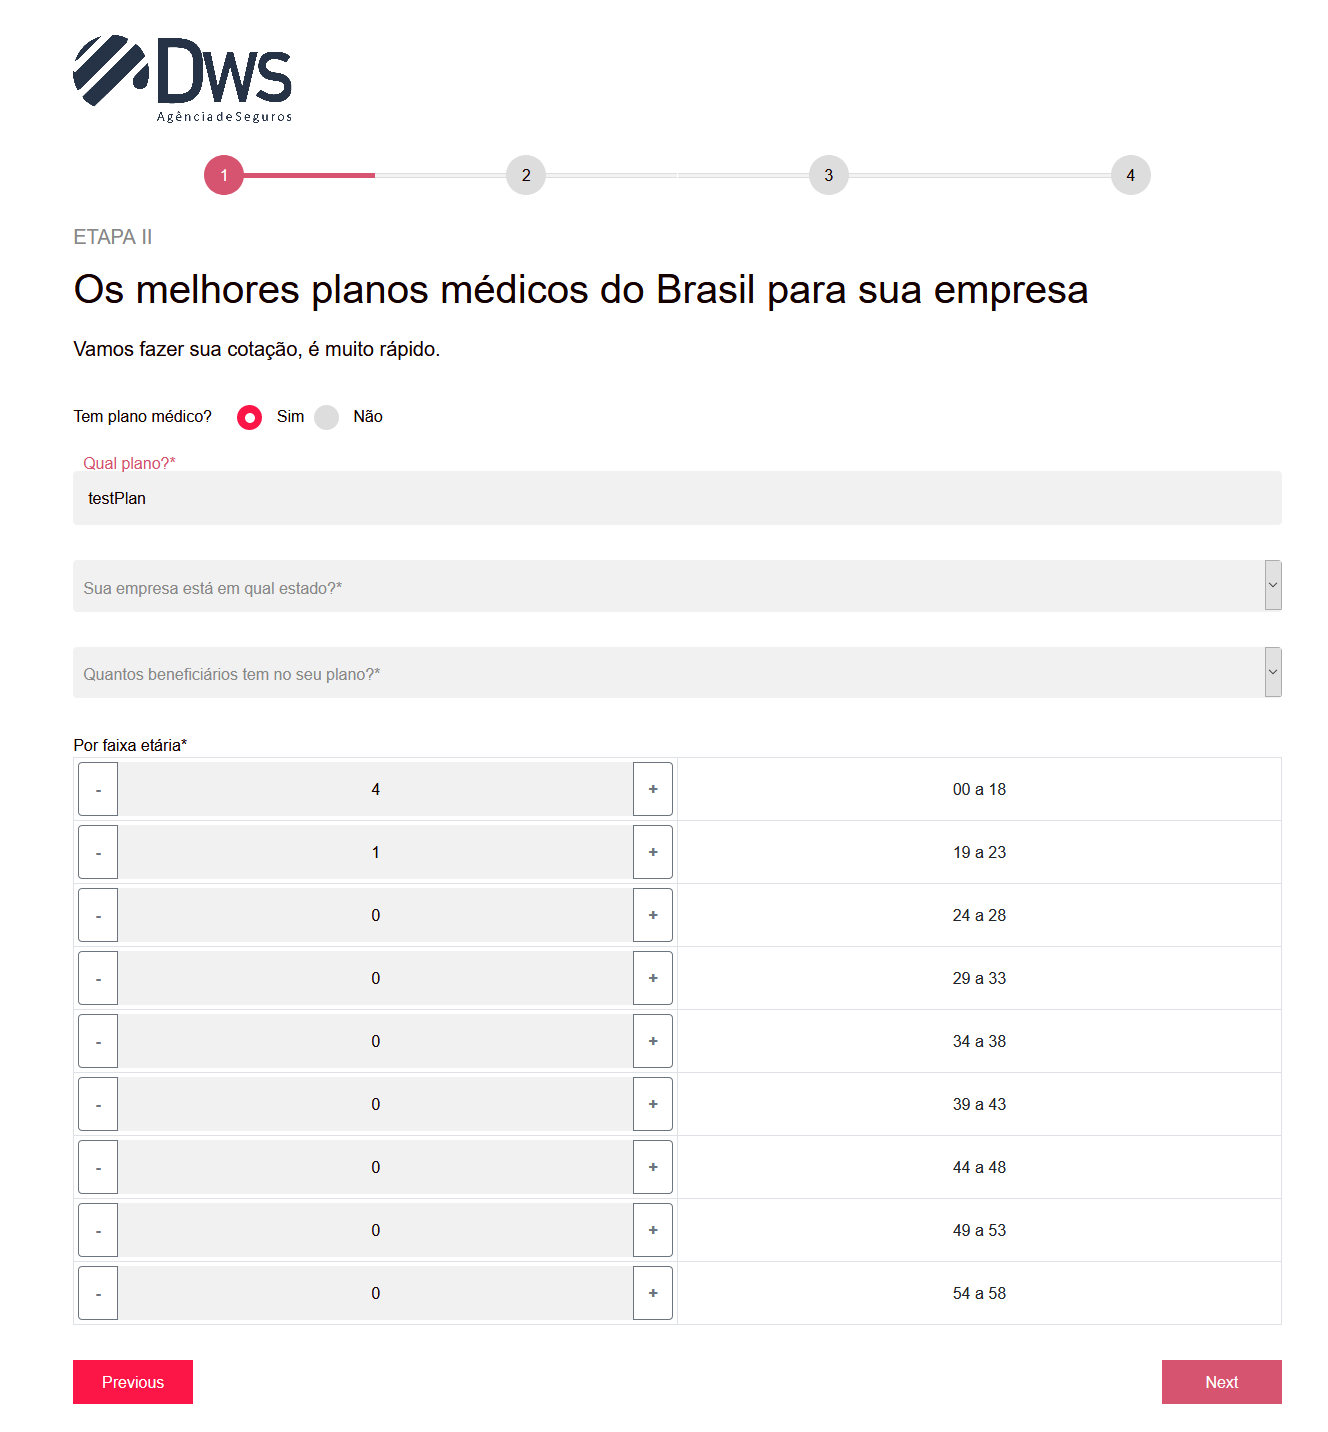 Dws
AgênciadeSeguros
1 2 3 4
ETAPA II
Os melhores planos médicos do Brasil para sua empresa
Vamos fazer sua cotação, é muito rápido.
Tem plano médico? Sim Não
Qual plano?*
testPlan
Sua empresa está em qual estado?*
Quantos beneficiários tem no seu plano?*
Por faixa etária*
- 4 + 00 a 18
- 1 + 19 a 23
- 0 + 24 a 28
- 0 + 29 a 33
- 0 + 34 a 38
- 0 + 39 a 43
- 0 + 44 a 48
- 0 + 49 a 53
- 0 + 54 a 58
Previous Next